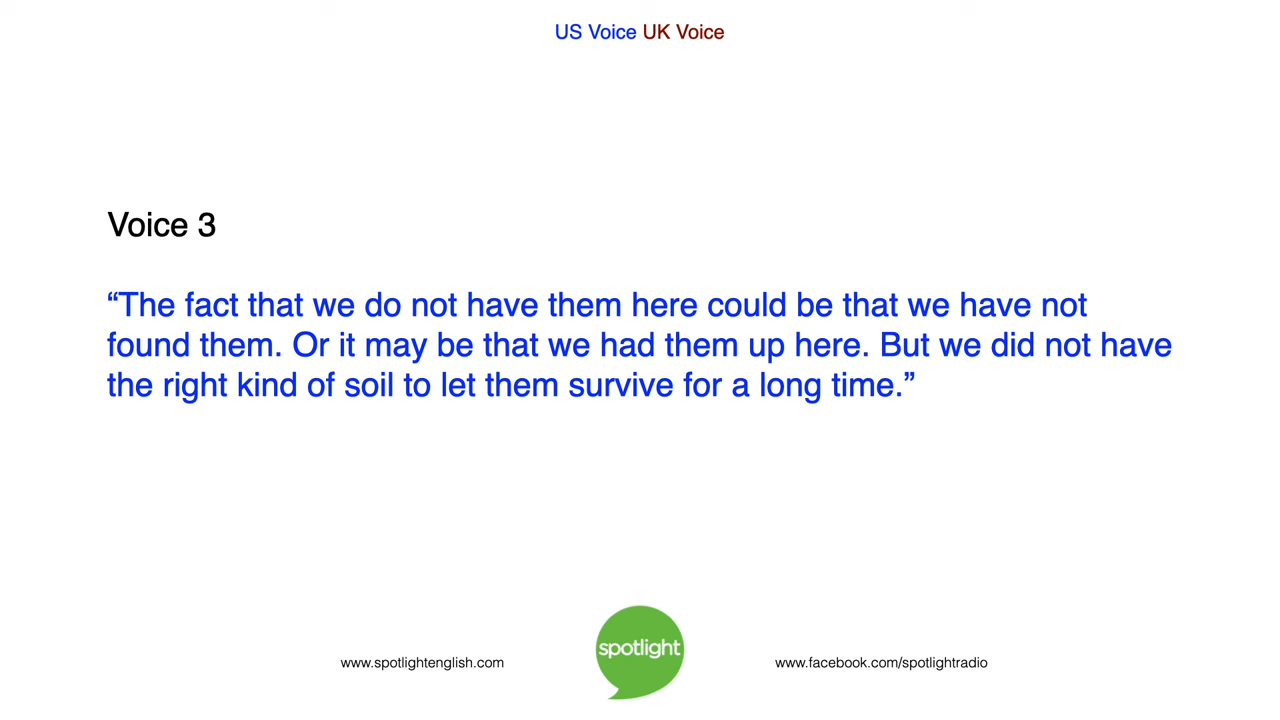 US Voice UK Voice
Voice 3
“The fact that we do not have them here could be that we have not
found them. Or it may be that we had them up here. But we did not have
the right kind of soil to let them survive for a long time.”
spotlight
www.spotlightenglish.com
www.facebook.com/spotlightradio